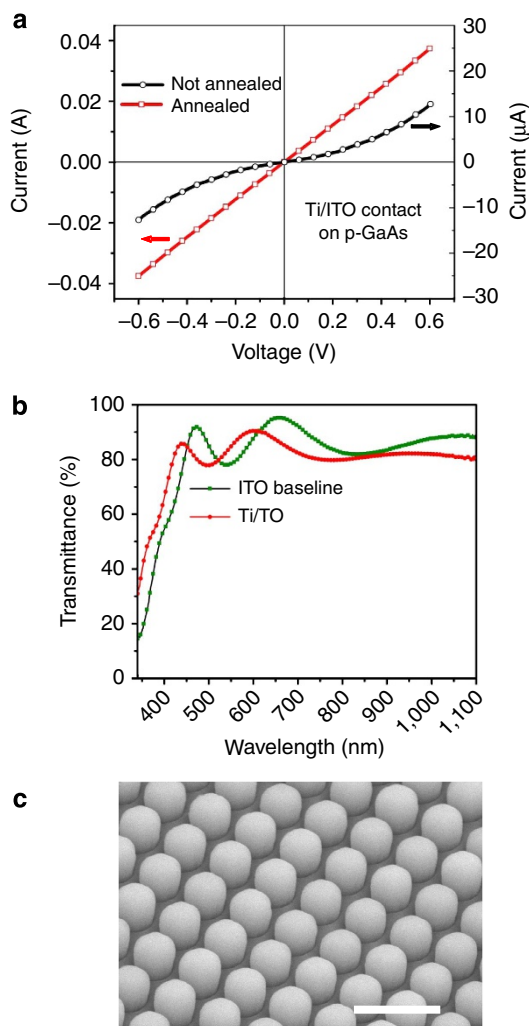 a
0.04
0.02
0.00
–0.02
–0.04
Current (A)
Not annealed
Annealed
Ti/ITO contact
on p-GaAs
30
20
10
0
–10
–20
–30
Current (μA)
–0.6 –0.4 –0.2 0.0 0.2 0.4 0.6
Voltage (V)
b
100
80
60
40
20
0
Transmittance (%)
ITO baseline
Ti/TO
400 500 600 700 800 900 1,000 1,100
Wavelength (nm)
c